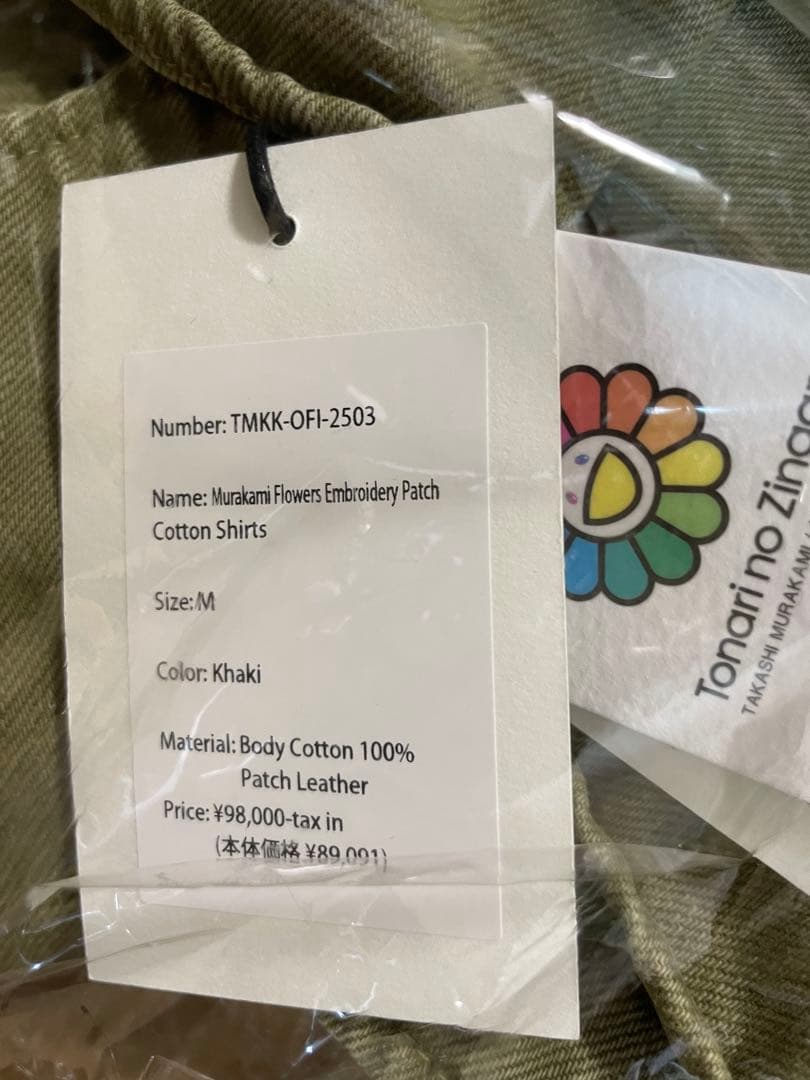 Number: TMKK-OFI-2503
Name: Murakami Flowers Embroidery Patch
Cotton Shirts
Size: M
Color: Khaki
Material: Body Cotton 100%
Patch Leather
Price: ¥98,000-tax in
(本体価格 ¥89,091)
Tonari no
TAKASHI MURAKAMI